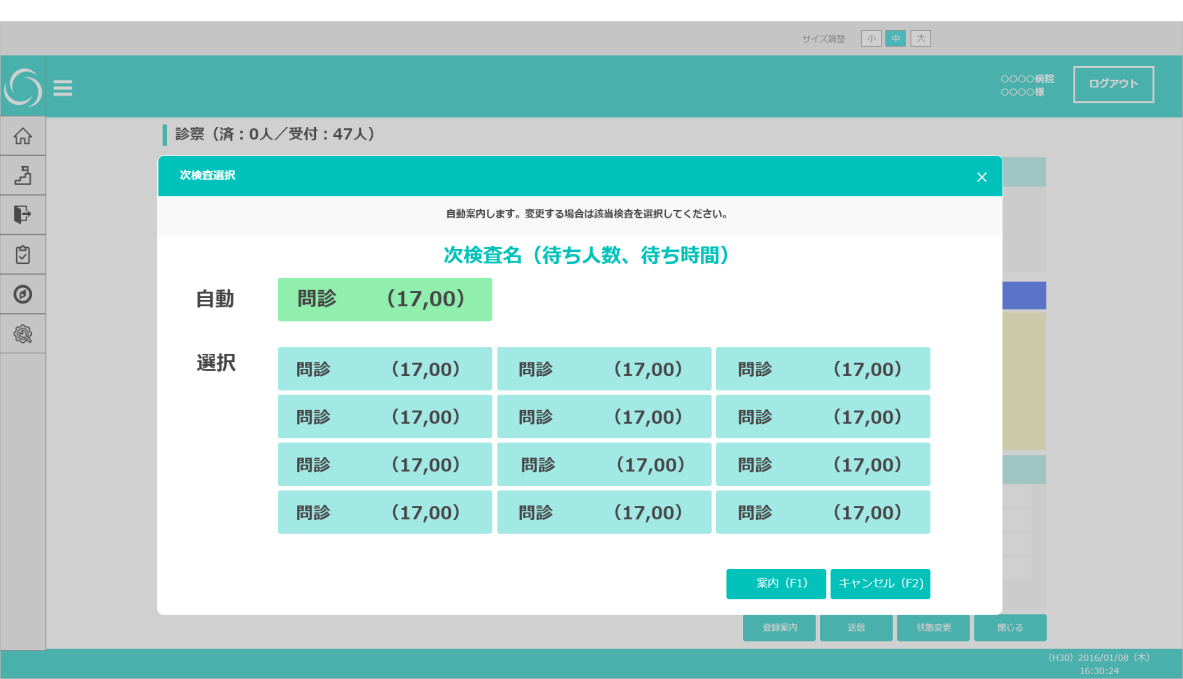 サイズ調整 小 中 大
〇〇〇〇病院
〇〇〇〇様
ログアウト
診察（済：0人／受付：47人）
次検査選択
自動案内します。変更する場合は該当検査を選択してください。
次検査名（待ち人数、待ち時間）
自動 問診 （17,00）
選択
問診 （17,00） 問診 （17,00） 問診 （17,00）
問診 （17,00） 問診 （17,00） 問診 （17,00）
問診 （17,00） 問診 （17,00） 問診 （17,00）
問診 （17,00） 問診 （17,00） 問診 （17,00）
案内（F1） キャンセル（F2)
登録案内 送信 状態変更 閉じる
（H30）2016/01/08（木）
16:30:24